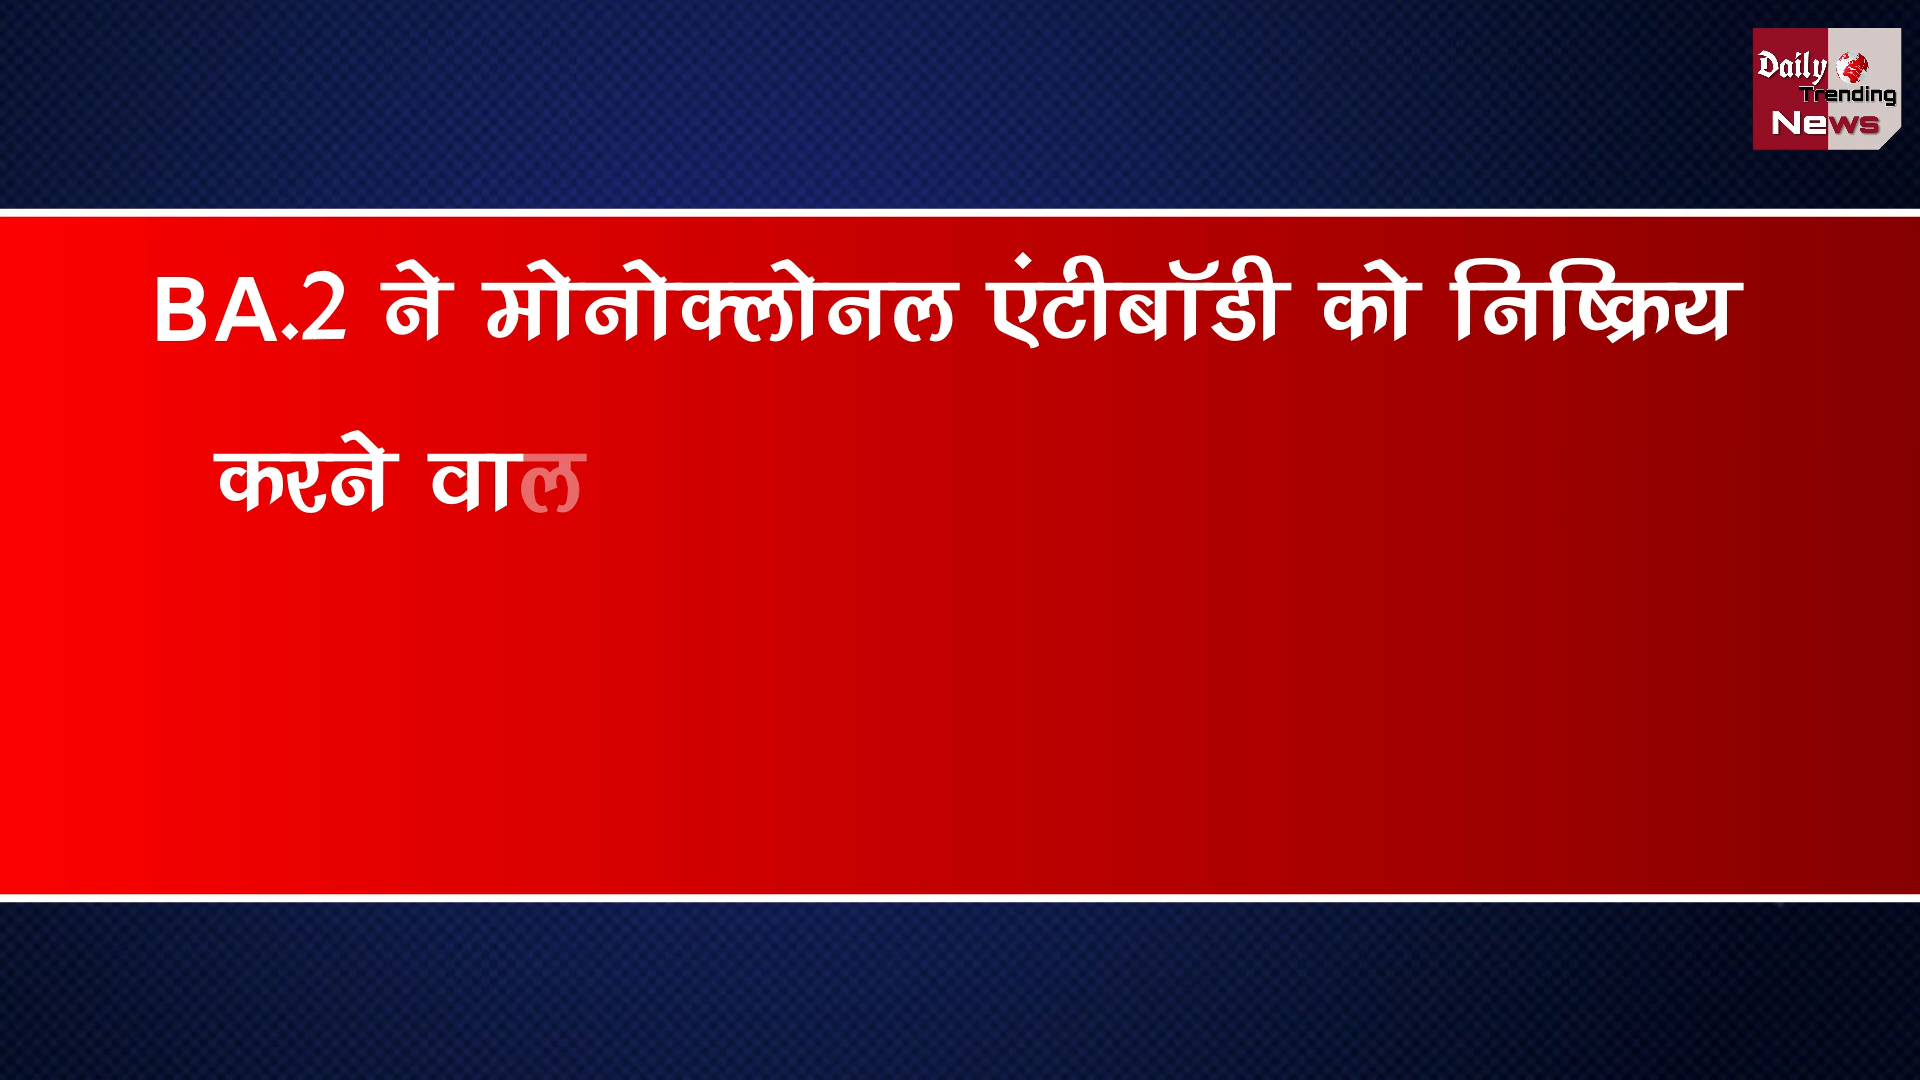 Daily
Trending
News
BA.2 ने मोनोक्लोनल एंटीबॉडी को निष्क्रिय
करने वाल